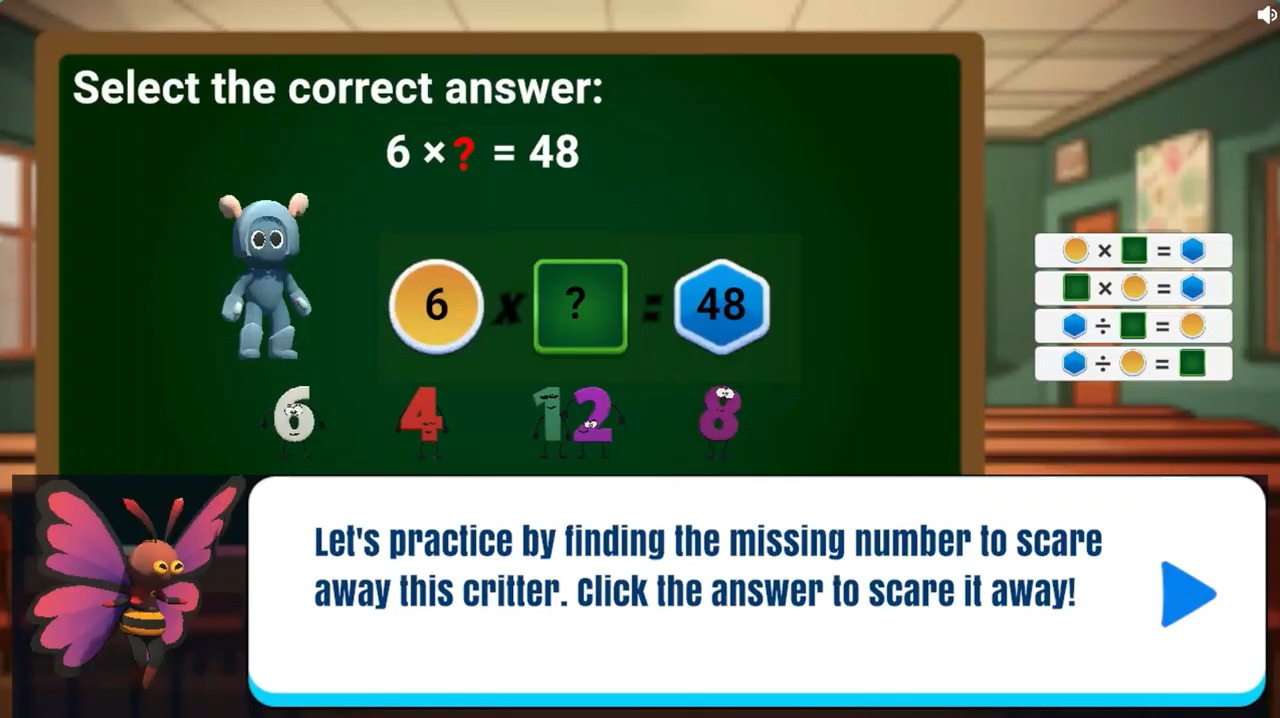 Select the correct answer:
6 × ? = 48
6 x ? = 48
× =
× =
÷ =
÷ =
6 4 12 8
Let's practice by finding the missing number to scare
away this critter. Click the answer to scare it away!